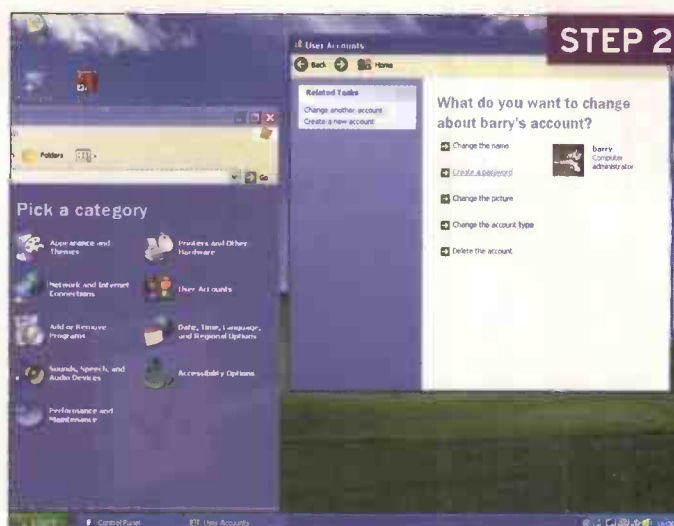 STEP 2
User Accounts
Back
Home
Related Tasks
Change another account
Create a new account
What do you want to change
about barry's account?
Change the name
Create a password
Change the picture
Change the account type
Delete the account
barry
Computer
administrator
Folders
Go
Pick a category
Appearance and
Themes
Printers and Other
Hardware
Network and Internet
Connections
User Accounts
Add or Remove
Programs
Date, Time, Language,
and Regional Options
Sounds, Speech, and
Audio Devices
Accessibility Options
Performance and
Maintenance
Control Panel
User Accounts